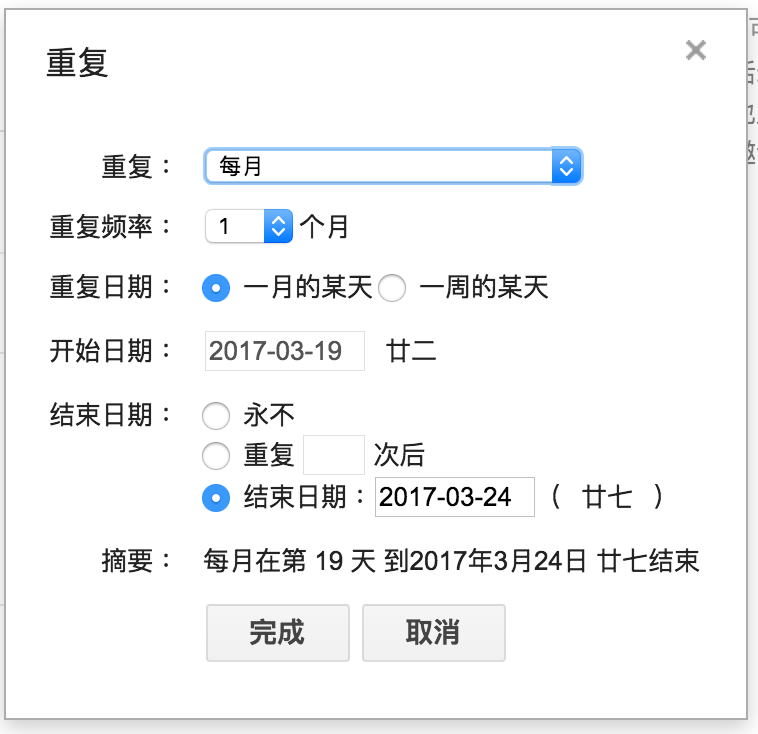 重复
重复： 每月
重复频率： 1 个月
重复日期： 一月的某天 一周的某天
开始日期： 2017-03-19 廿二
结束日期： 永不
重复 次后
结束日期：2017-03-24 （ 廿七 ）
摘要： 每月在第 19 天 到2017年3月24日 廿七结束
完成 取消